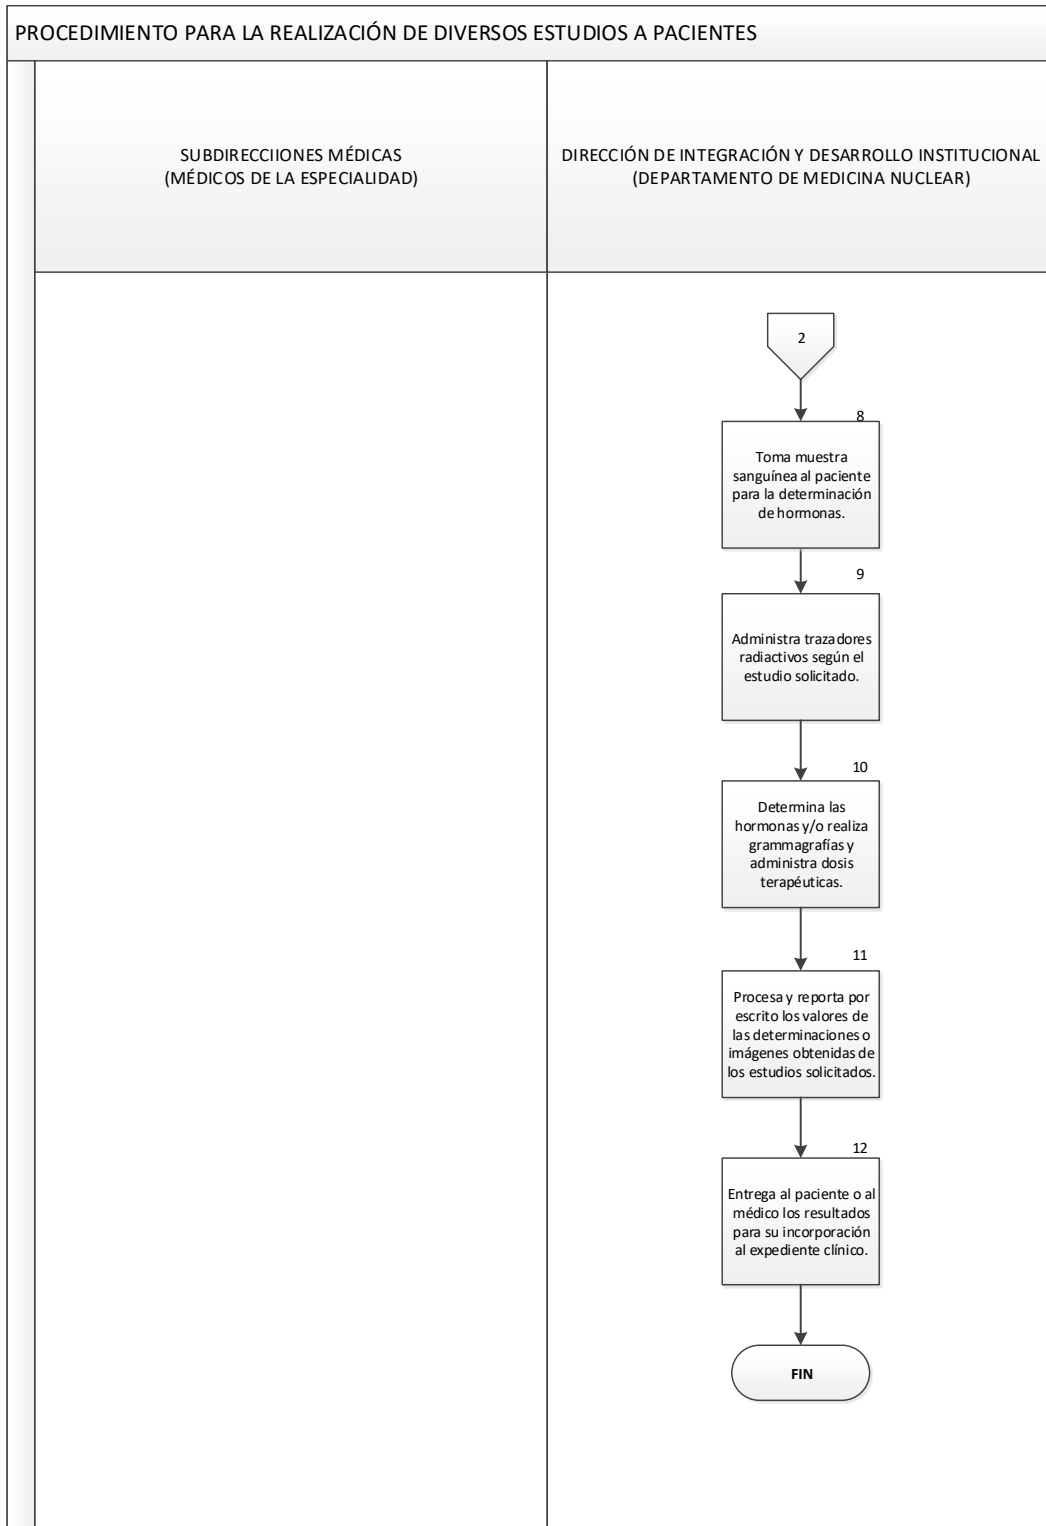 PROCEDIMIENTO PARA LA REALIZACIÓN DE DIVERSOS ESTUDIOS A PACIENTES
SUBDIRECCIIONES MÉDICAS
(MÉDICOS DE LA ESPECIALIDAD)
DIRECCIÓN DE INTEGRACIÓN Y DESARROLLO INSTITUCIONAL
(DEPARTAMENTO DE MEDICINA NUCLEAR)
2
8
Toma muestra
sanguínea al paciente
para la determinación
de hormonas.
9
Administra trazadores
radiactivos según el
estudio solicitado.
10
Determina las
hormonas y/o realiza
grammagrafías y
administra dosis
terapéuticas.
11
Procesa y reporta por
escrito los valores de
las determinaciones o
imágenes obtenidas de
los estudios solicitados.
12
Entrega al paciente o al
médico los resultados
para su incorporación
al expediente clínico.
FIN